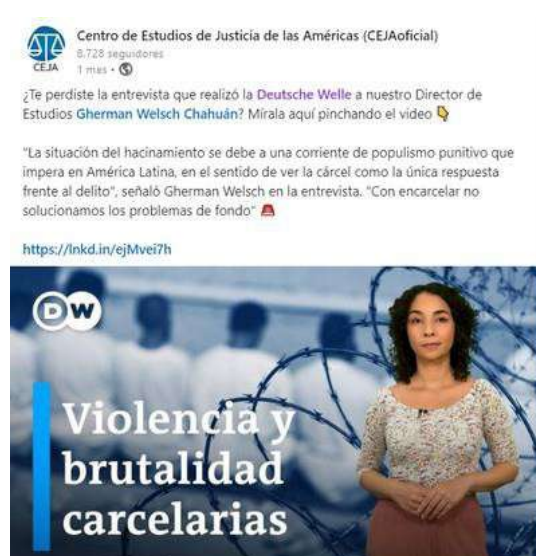 Centro de Estudios de Justicia de las Américas (CEJAoficial)
8.728 seguidores
CEJA
1 mes •
¿Te perdiste la entrevista que realizó la Deutsche Welle a nuestro Director de
Estudios Gherman Welsch Chahuán? Mírala aquí pinchando el video 👇
"La situación del hacinamiento se debe a una corriente de populismo punitivo que
impera en América Latina, en el sentido de ver la cárcel como la única respuesta
frente al delito", señaló Gherman Welsch en la entrevista. "Con encarcelar no
solucionamos los problemas de fondo" 🚨
https://lnkd.in/ejMvei7h
DW
Violencia y
brutalidad
carcelarias